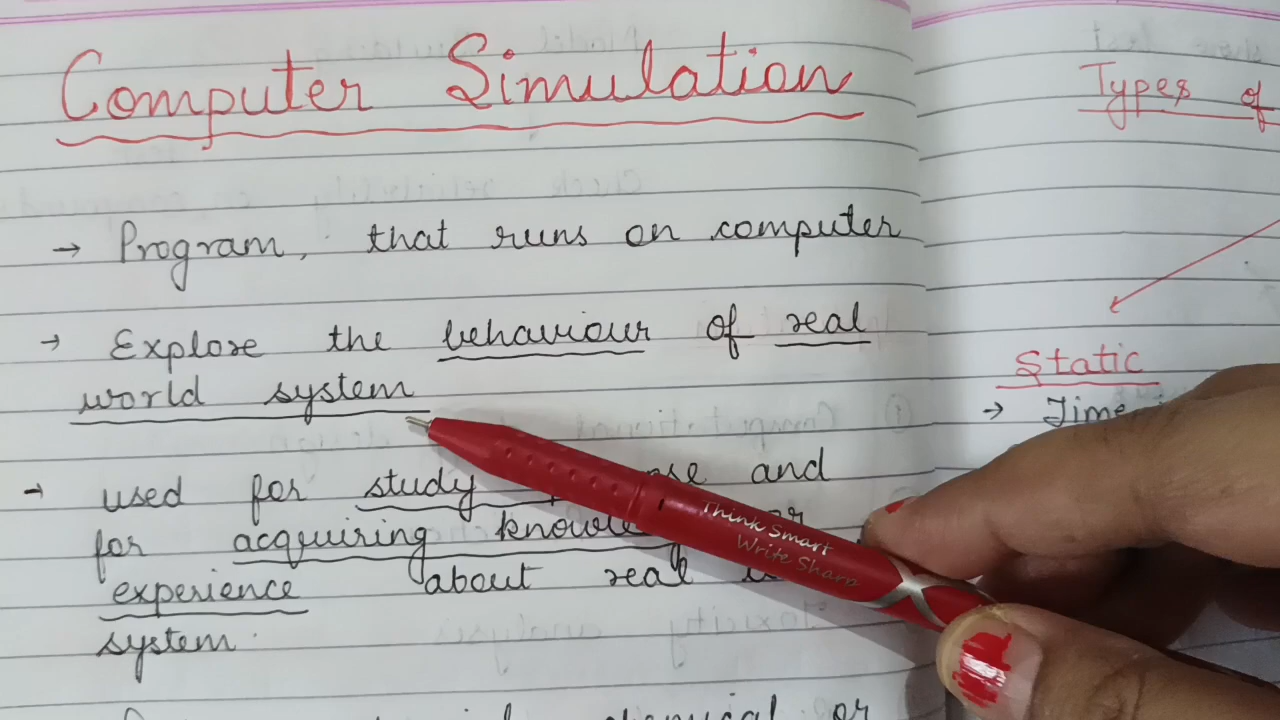 Computer Simulation
→ Program, that runs on computer
→ Explore the behaviour of real
world system
→ used for study and
for acquiring
experience about real
system.
or
Types of
Static
→ Time
Think Smart
Write Sharp